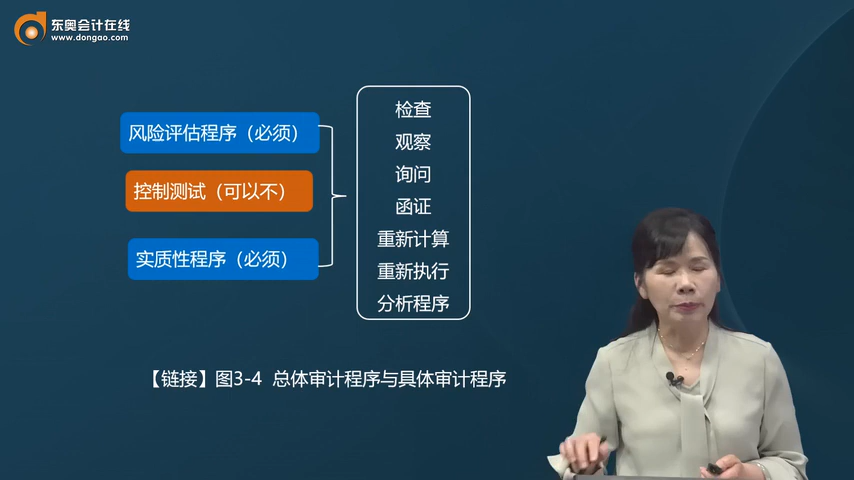 东奥会计在线
www.dongao.com
风险评估程序（必须）
控制测试（可以不）
实质性程序（必须）
检查
观察
询问
函证
重新计算
重新执行
分析程序
【链接】图3-4 总体审计程序与具体审计程序